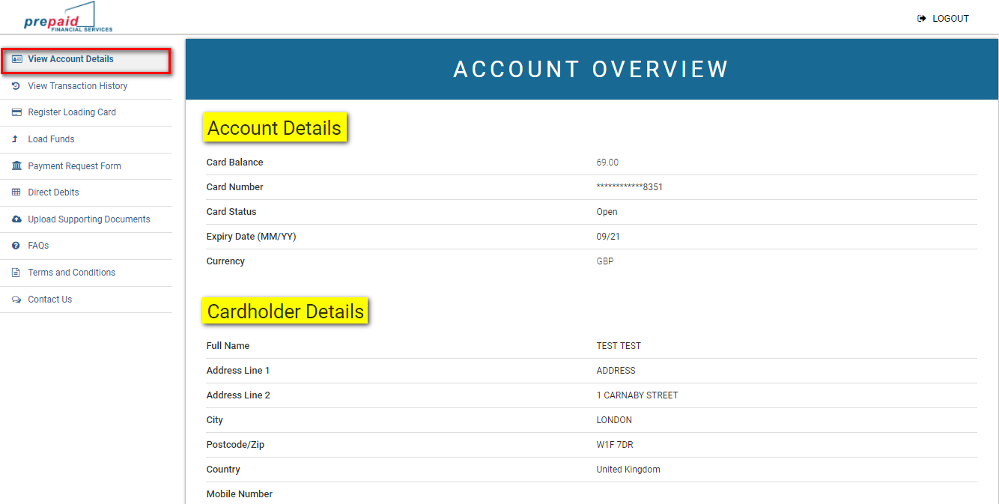 prepaid
FINANCIAL SERVICES
LOGOUT
View Account Details
View Transaction History
Register Loading Card
Load Funds
Payment Request Form
Direct Debits
Upload Supporting Documents
FAQs
Terms and Conditions
Contact Us
ACCOUNT OVERVIEW
Account Details
Card Balance 69.00
Card Number ************8351
Card Status Open
Expiry Date (MM/YY) 09/21
Currency GBP
Cardholder Details
Full Name TEST TEST
Address Line 1 ADDRESS
Address Line 2 1 CARNABY STREET
City LONDON
Postcode/Zip W1F 7DR
Country United Kingdom
Mobile Number